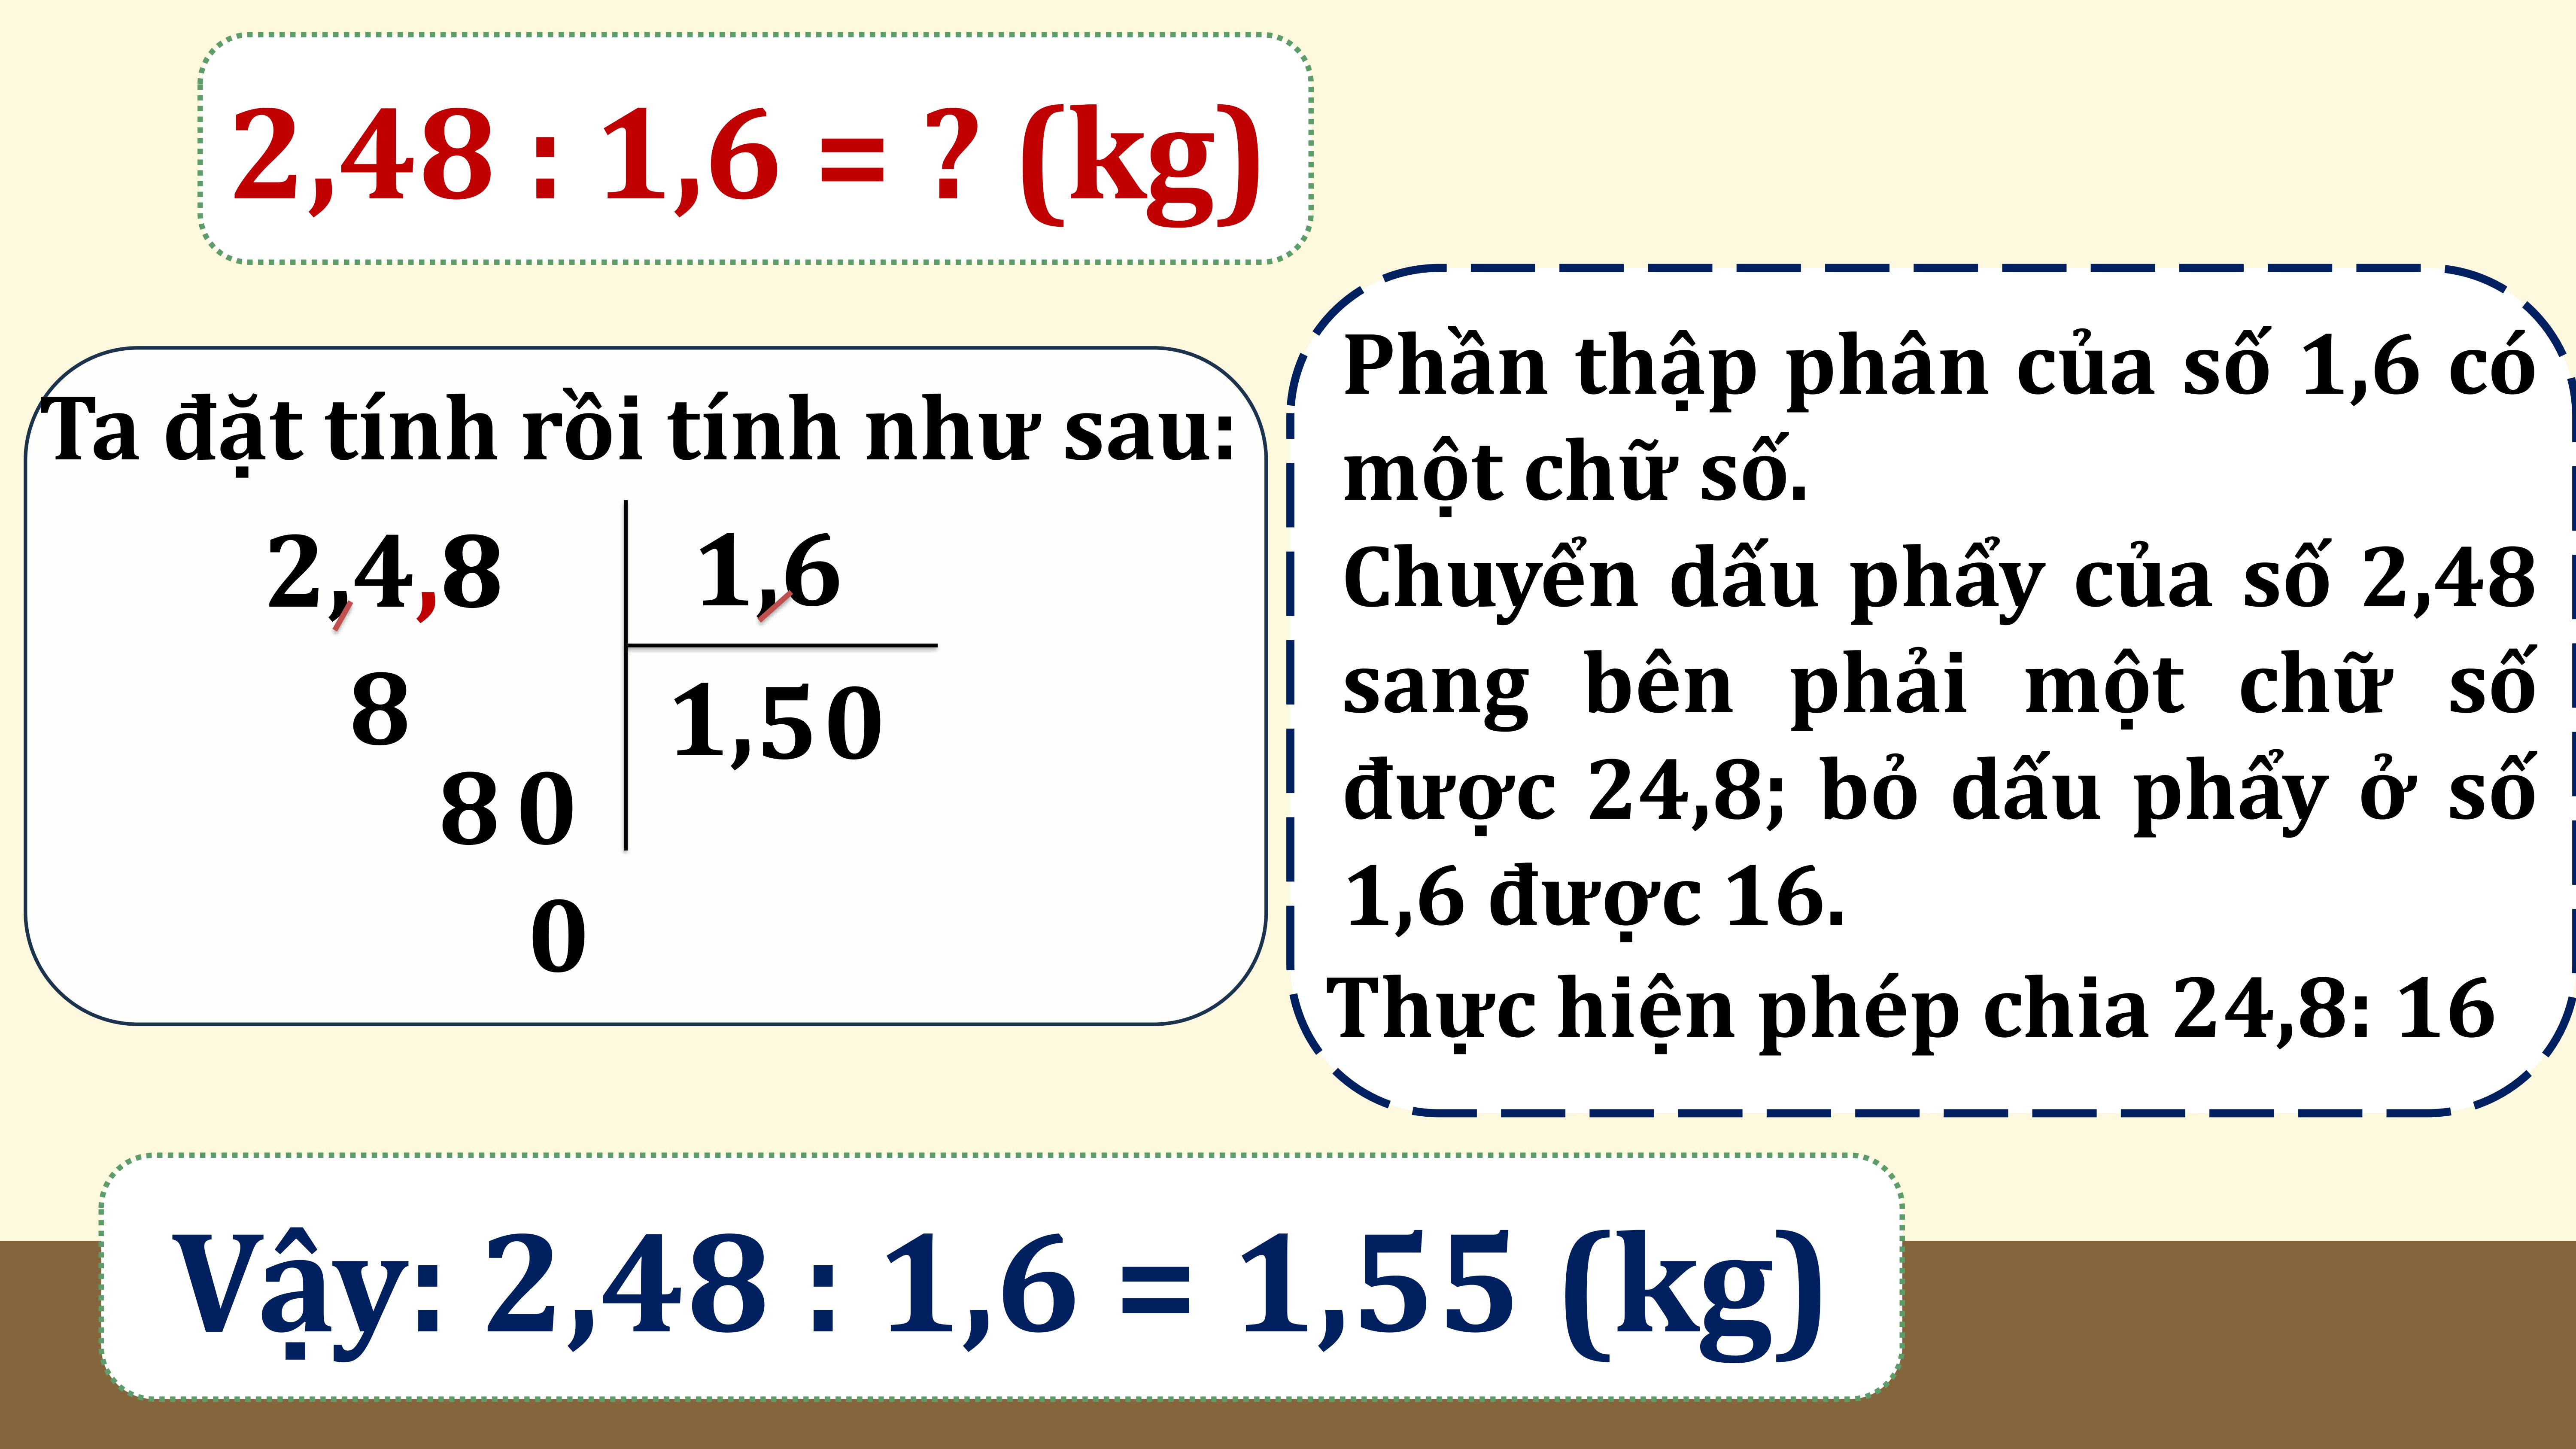 2,48 : 1,6 = ? (kg)
Ta đặt tính rồi tính như sau:
2,4,8 1,6
8 1,50
80
0
Phần thập phân của số 1,6 có
một chữ số.
Chuyển dấu phẩy của số 2,48
sang bên phải một chữ số
được 24,8; bỏ dấu phẩy ở số
1,6 được 16.
Thực hiện phép chia 24,8: 16
Vậy: 2,48 : 1,6 = 1,55 (kg)